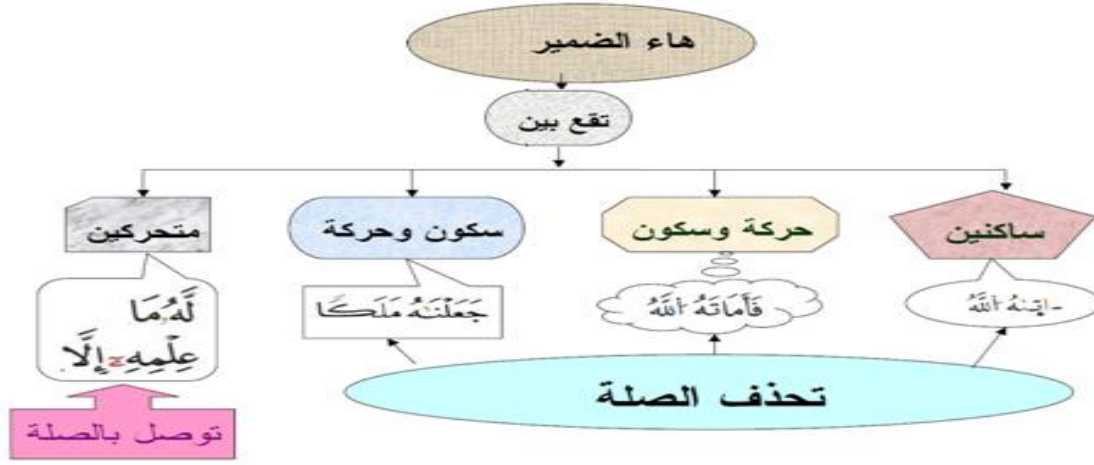 هاء الضمير
تقع بين
ساكنين
حركة وسكون
سكون وحركة
متحركين
ءَاتَىٰهُ ٱللَّهُ
فَأَمَاتَهُ ٱللَّهُ
جَعَلْنَـٰهُ مَلَكًا
لَّهُۥ مَا
عِلْمِهِۦٓ إِلَّا
تحذف الصلة
توصل بالصلة